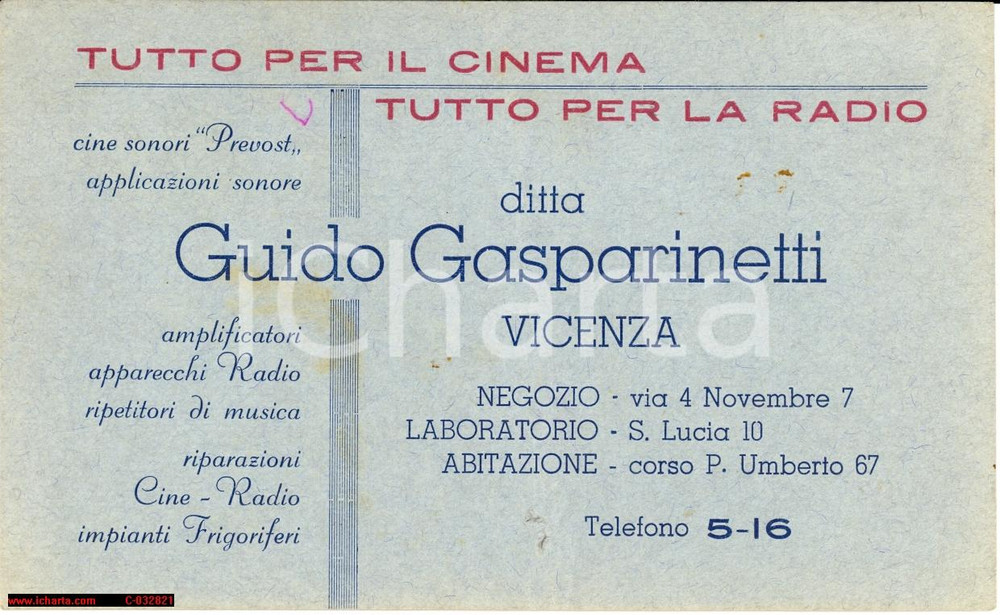 TUTTO PER IL CINEMA
TUTTO PER LA RADIO
cine sonori "Prevost„
applicazioni sonore
ditta
Guido Gasparinetti
VICENZA
amplificatori
apparecchi Radio
ripetitori di musica
riparazioni
Cine - Radio
impianti Frigoriferi
NEGOZIO - via 4 Novembre 7
LABORATORIO - S. Lucia 10
ABITAZIONE - corso P. Umberto 67
Telefono 5-16
icharta
www.icharta.com C-032821